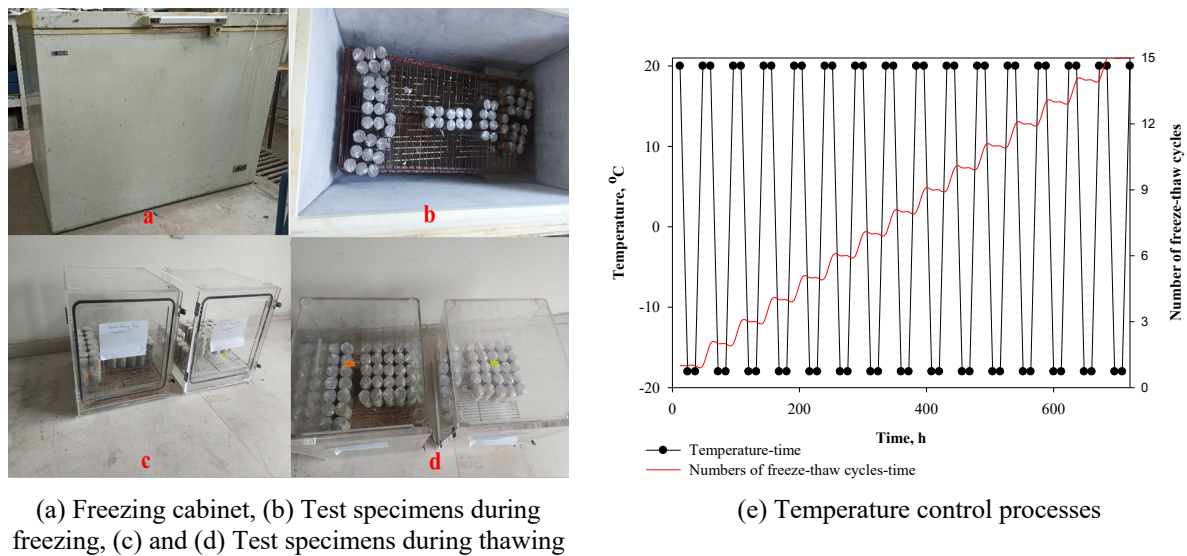 a
b
c
d
20
10
0
-10
-20
Temperature, °C
15
12
9
6
3
0
Number of freeze-thaw cycles
0
200
400
600
Time, h
Temperature-time
Numbers of freeze-thaw cycles-time
(a) Freezing cabinet, (b) Test specimens during
freezing, (c) and (d) Test specimens during thawing
(e) Temperature control processes